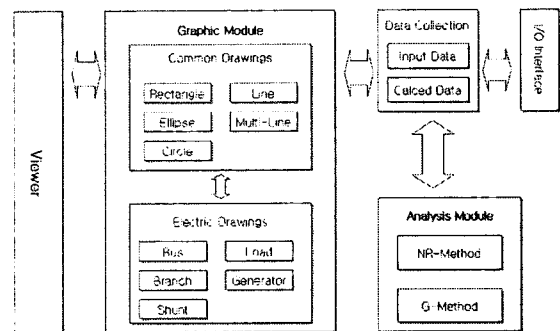 Viewer
Graphic Module
Common Drawings
Rectangle
Line
Ellipse
Multi-Line
Circle
Electric Drawings
Bus
Load
Branch
Generator
Shunt
Data Collection
Input Data
Calced Data
I/O Interface
Analysis Module
NR-Method
G-Method